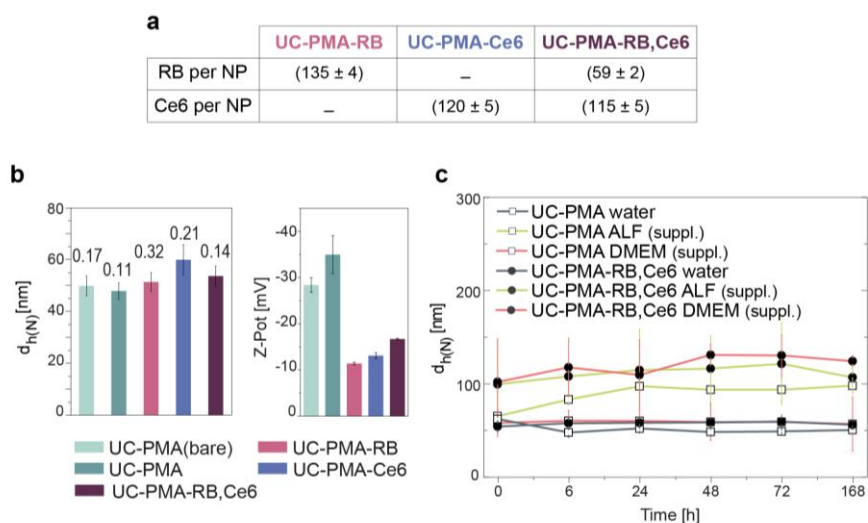 a
UC-PMA-RB UC-PMA-Ce6 UC-PMA-RB,Ce6
RB per NP (135 ± 4) – (59 ± 2)
Ce6 per NP – (120 ± 5) (115 ± 5)
b
d h(N) [nm]
80
60
40
20
0
0.17
0.11
0.32
0.21
0.14
Z-Pot [mV]
-40
-30
-20
-10
0
UC-PMA(bare)
UC-PMA-RB
UC-PMA
UC-PMA-Ce6
UC-PMA-RB,Ce6
c
d h(N) [nm]
300
200
100
0
UC-PMA water
UC-PMA ALF (suppl.)
UC-PMA DMEM (suppl.)
UC-PMA-RB,Ce6 water
UC-PMA-RB,Ce6 ALF (suppl.)
UC-PMA-RB,Ce6 DMEM (suppl.)
0 6 24 48 72 168
Time [h]